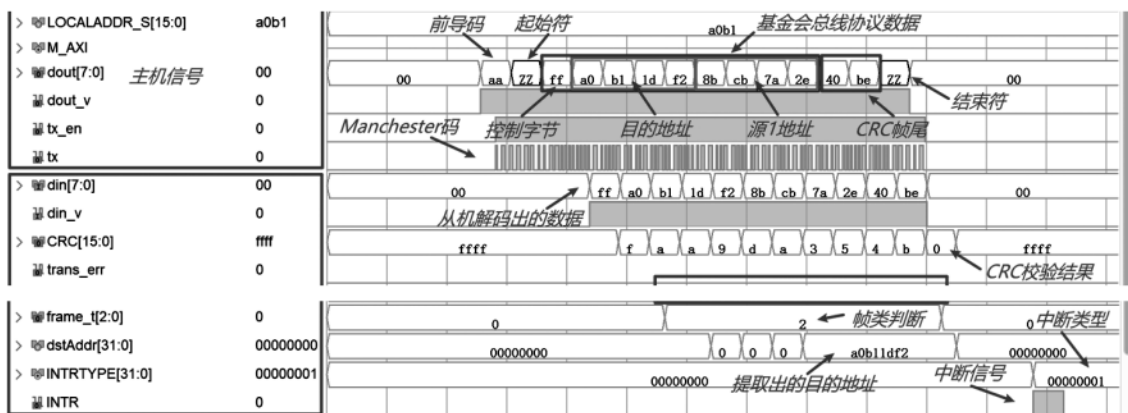 LOCALADDR_S[15:0] a0b1 a0b1
前导码 起始符 基金会总线协议数据
M_AXI
dout[7:0] 主机信号 00 00 aa ZZ ff a0 b1 1d f2 8b cb 7a 2e 40 be ZZ 00
dout_v 0 结束符
tx_en 0 Manchester码 控制字节 目的地址 源1地址 CRC帧尾
tx 0
din[7:0] 00 00 ff a0 b1 1d f2 8b cb 7a 2e 40 be 00
din_v 0 从机解码出的数据
CRC[15:0] ffff ffff f a a 9 d a 3 5 4 b 0 ffff
trans_err 0 CRC校验结果
frame_t[2:0] 0 0 2 帧类判断 0 中断类型
dstAddr[31:0] 00000000 00000000 0 0 0 a0b11df2 00000000
INTRTYPE[31:0] 00000001 00000000 提取出的目的地址 中断信号 00000001
INTR 0